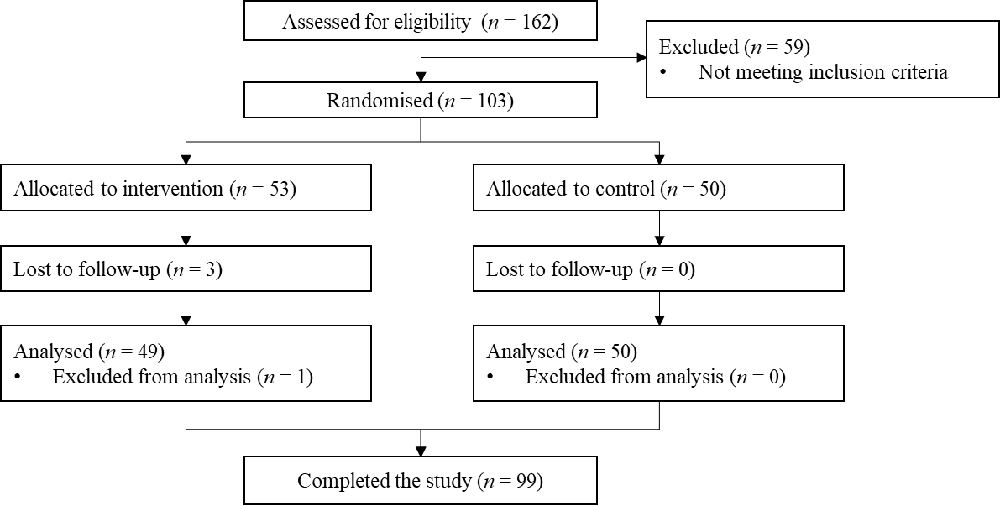 Assessed for eligibility (n = 162)
Excluded (n = 59)
• Not meeting inclusion criteria
Randomised (n = 103)
Allocated to intervention (n = 53)
Allocated to control (n = 50)
Lost to follow-up (n = 3)
Lost to follow-up (n = 0)
Analysed (n = 49)
• Excluded from analysis (n = 1)
Analysed (n = 50)
• Excluded from analysis (n = 0)
Completed the study (n = 99)